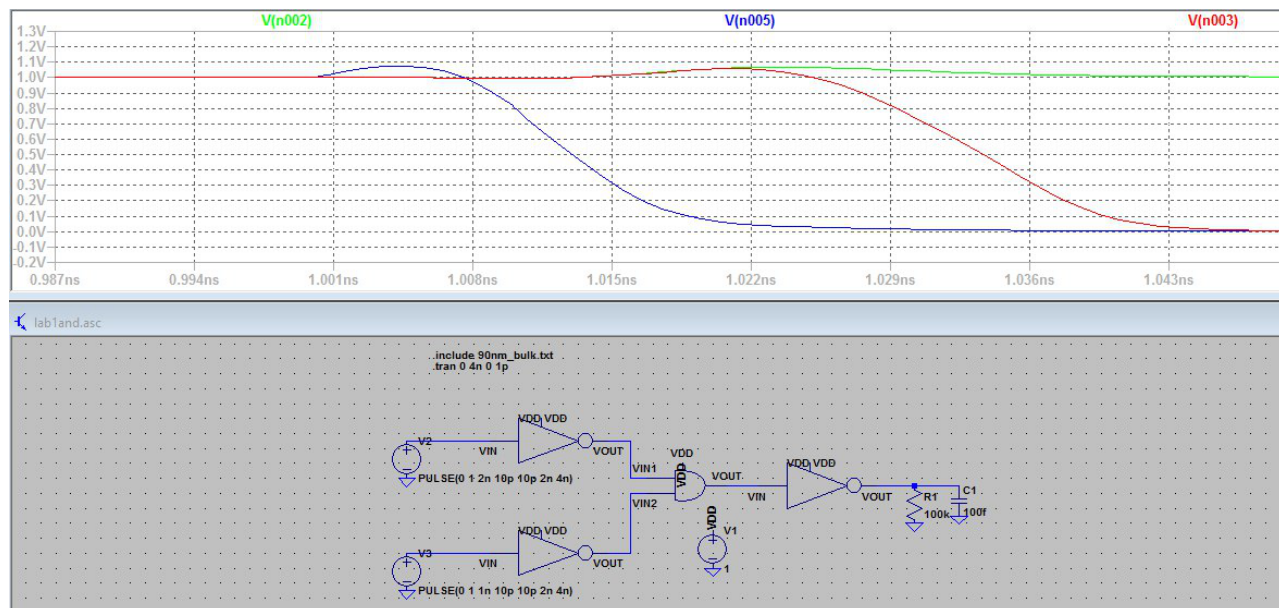 V(n002) V(n005) V(n003)
1.3V
1.2V
1.1V
1.0V
0.9V
0.8V
0.7V
0.6V
0.5V
0.4V
0.3V
0.2V
0.1V
0.0V
-0.1V
-0.2V
0.987ns 0.994ns 1.001ns 1.008ns 1.015ns 1.022ns 1.029ns 1.036ns 1.043ns
lab1and.asc
.include 90nm_bulk.txt
.tran 0 4n 0 1p
VDD VDD
V2
VIN
VOUT
PULSE(0 1 2n 10p 10p 2n 4n)
VIN1
VDD
VDD
VIN2
VOUT
VDD VDD
VIN
VOUT
R1
100k
C1
100f
VDD
V1
1
VDD VDD
V3
VIN
VOUT
PULSE(0 1 1n 10p 10p 2n 4n)